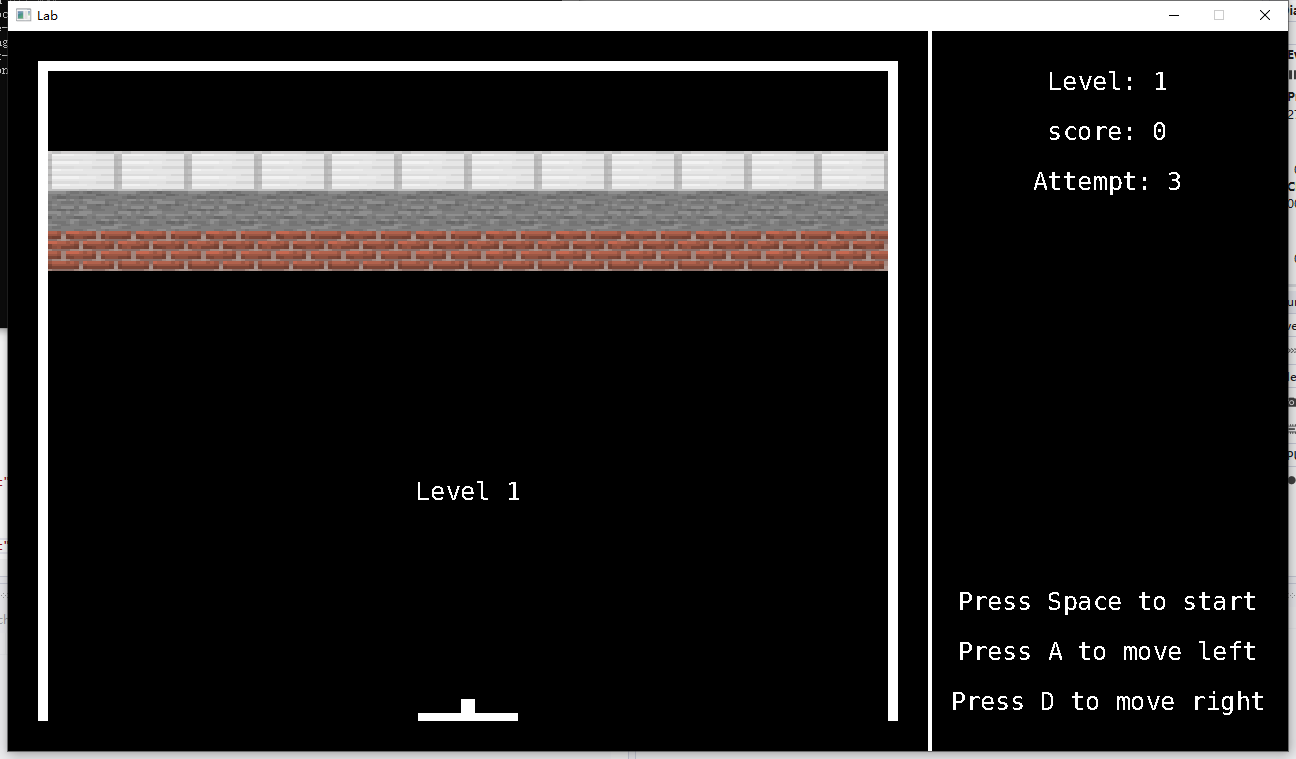 Lab
Level: 1
score: 0
Attempt: 3
Level 1
Press Space to start
Press A to move left
Press D to move right